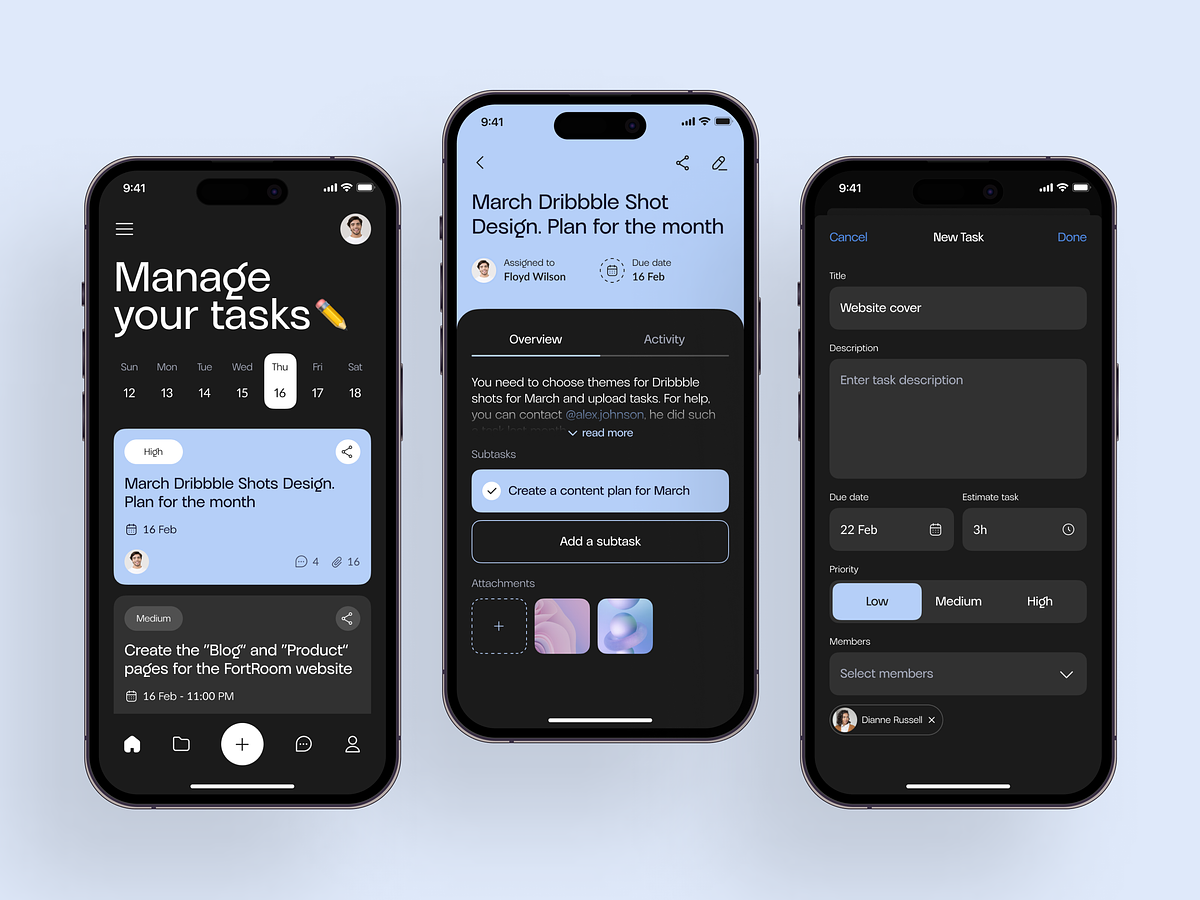 9:41
Manage
your tasks
Sun Mon Tue Wed Thu Fri Sat
12 13 14 15 16 17 18
High
March Dribbble Shots Design.
Plan for the month
16 Feb
4 16
Medium
Create the "Blog" and "Product"
pages for the FortRoom website
16 Feb - 11:00 PM
9:41
March Dribbble Shot
Design. Plan for the month
Assigned to
Floyd Wilson
Due date
16 Feb
Overview Activity
You need to choose themes for Dribbble
shots for March and upload tasks. For help,
you can contact @alex.johnson, he did such
read more
Subtasks
Create a content plan for March
Add a subtask
Attachments
9:41
Cancel New Task Done
Title
Website cover
Description
Enter task description
Due date Estimate task
22 Feb 3h
Priority
Low Medium High
Members
Select members
Dianne Russell